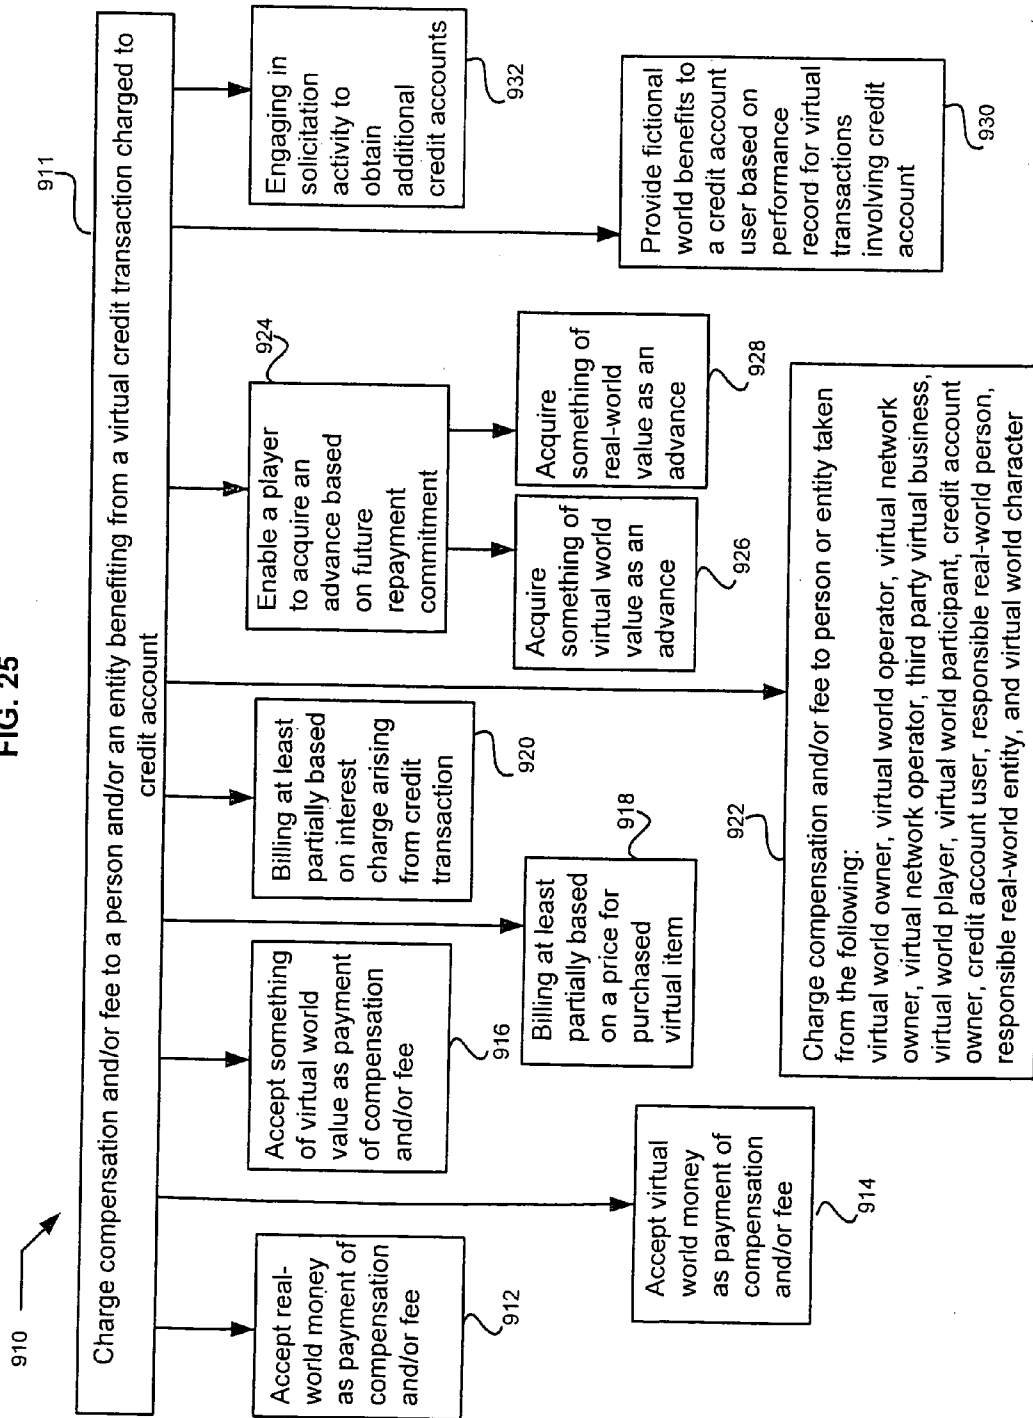 FIG. 25
910
911
Charge compensation and/or fee to a person and/or an entity benefiting from a virtual credit transaction charged to
credit account
Accept real-
world money
as payment of
compensation
and/or fee
912
Accept virtual
world money
as payment of
compensation
and/or fee
914
Accept something
of virtual world
value as payment
of compensation
and/or fee
916
Billing at least
partially based
on a price for
purchased
virtual item
918
Billing at least
partially based
on interest
charge arising
from credit
transaction
920
922
Charge compensation and/or fee to person or entity taken
from the following:
virtual world owner, virtual world operator, virtual network
owner, virtual network operator, third party virtual business,
virtual world player, virtual world participant, credit account
owner, credit account user, responsible real-world person,
responsible real-world entity, and virtual world character
924
Enable a player
to acquire an
advance based
on future
repayment
commitment
Acquire
something of
virtual world
value as an
advance
926
Acquire
something of
real-world
value as an
advance
928
Provide fictional
world benefits to
a credit account
user based on
performance
record for virtual
transactions
involving credit
account
930
Engaging in
solicitation
activity to
obtain
additional
credit accounts
932